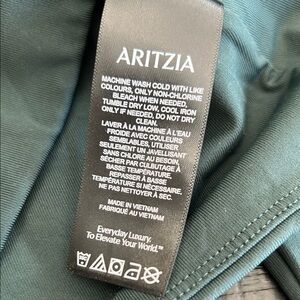 ARITZIA
MACHINE WASH COLD WITH LIKE
COLOURS, ONLY NON-CHLORINE
BLEACH WHEN NEEDED,
TUMBLE DRY LOW, COOL IRON
ONLY IF NEEDED, DO NOT DRY
CLEAN.
LAVER À LA MACHINE À L'EAU
FROIDE AVEC COULEURS
SEMBLABLES, UTILISER
SEULEMENT UN JAVELLISANT
SANS CHLORE AU BESOIN,
SÉCHER PAR CULBUTAGE À
BASSE TEMPÉRATURE,
REPASSER À BASSE
TEMPÉRATURE SI NÉCESSAIRE,
NE PAS NETTOYER À SEC.
MADE IN VIETNAM
FABRIQUÉ AU VIETNAM
Everyday Luxury.
To Elevate Your World.™